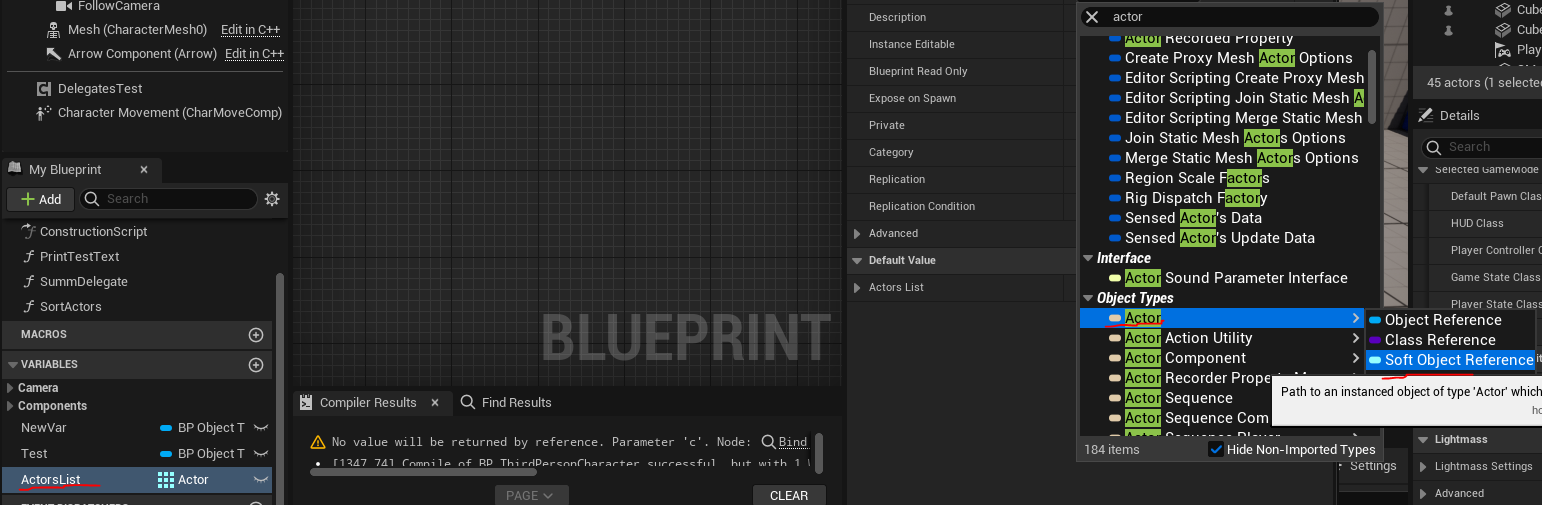 FollowCamera
Mesh (CharacterMesh0) Edit in C++
Arrow Component (Arrow) Edit in C++
DelegatesTest
Character Movement (CharMoveComp)
My Blueprint
Add
Search
ConstructionScript
PrintTestText
SummDelegate
SortActors
MACROS
VARIABLES
Camera
Components
NewVar BP Object T
Test BP Object T
ActorsList Actor
BLUEPRINT
Compiler Results Find Results
No value will be returned by reference. Parameter 'c'. Node: Bind
[1347.74] Compile of BP_ThirdPersonCharacter successful, but with 1
PAGE CLEAR
Description
Instance Editable
Blueprint Read Only
Expose on Spawn
Private
Category
Replication
Replication Condition
Advanced
Default Value
Actors List
actor
Actor Recorded Property
Create Proxy Mesh Actor Options
Editor Scripting Create Proxy Mesh
Editor Scripting Join Static Mesh A
Editor Scripting Merge Static Mesh
Join Static Mesh Actors Options
Merge Static Mesh Actors Options
Region Scale Factors
Rig Dispatch Factory
Sensed Actor's Data
Sensed Actor's Update Data
Interface
Actor Sound Parameter Interface
Object Types
Actor
Actor Action Utility
Actor Component
Actor Recorder Property
Actor Sequence
Actor Sequence Com
184 items Hide Non-Imported Types
Object Reference
Class Reference
Soft Object Reference
Path to an instanced object of type 'Actor' which
Cube
Cube
Play
45 actors (1 selected
Details
Search
Selected GameMode
Default Pawn Clas
HUD Class
Player Controller C
Game State Class
Player State Class
Lightmass
Settings
Lightmass Settings
Advanced